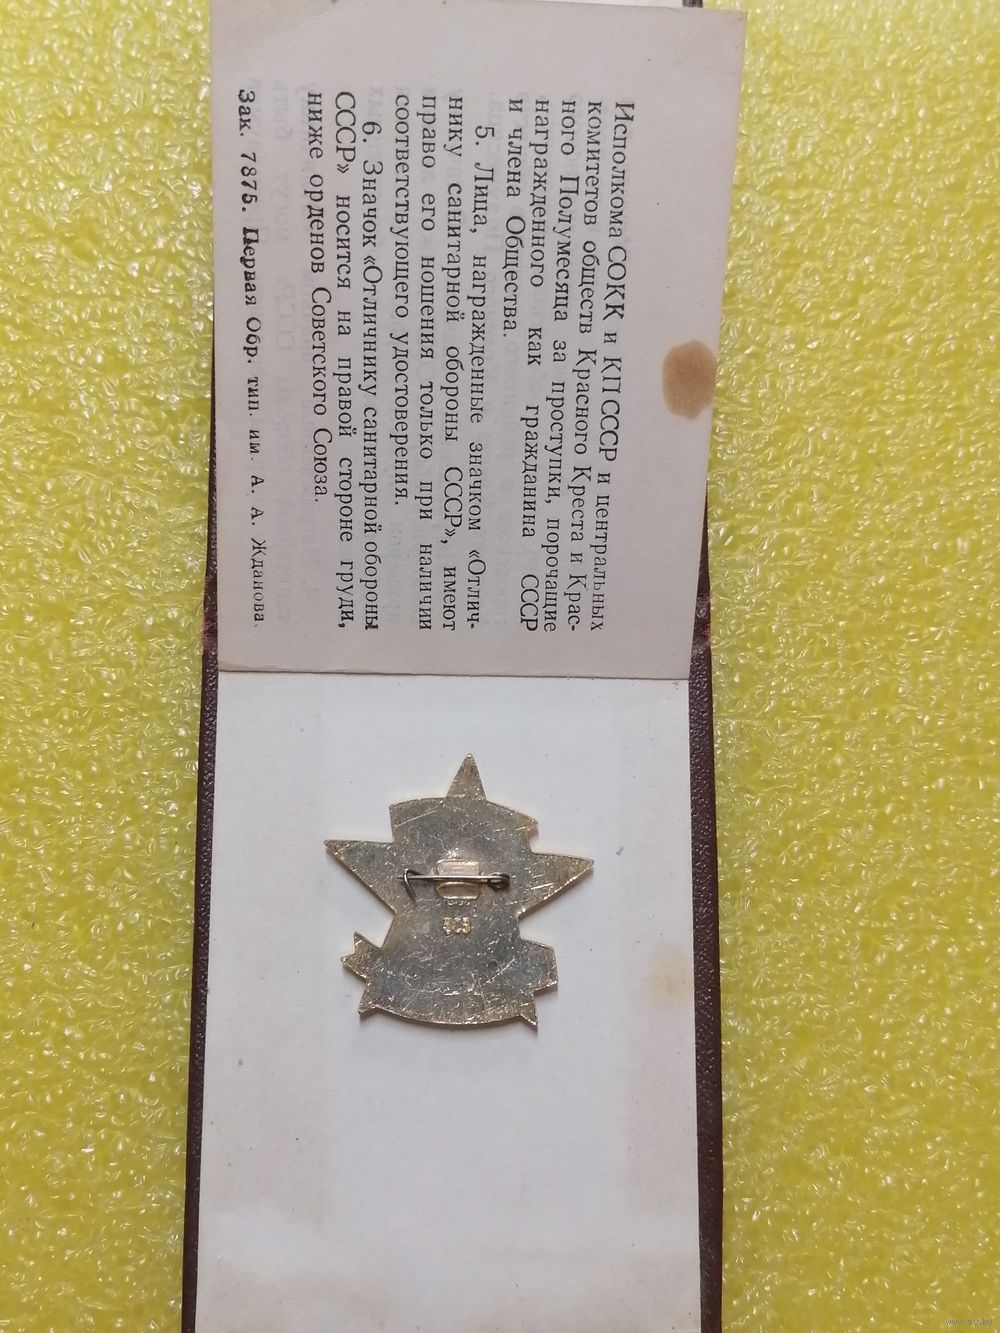 Исполкома СОКК и КП СССР и центральных
комитетов обществ Красного Креста и Крас-
ного Полумесяца за проступки, порочащие
награжденного как гражданина СССР
и члена Общества.
5. Лица, награжденные значком «Отлич-
нику санитарной обороны СССР», имеют
право его ношения только при наличии
соответствующего удостоверения.
6. Значок «Отличнику санитарной обороны
СССР» носится на правой стороне груди,
ниже орденов Советского Союза.
Зак. 7875. Первая Обр. тип. им. А. А. Жданова.
www.ay.by